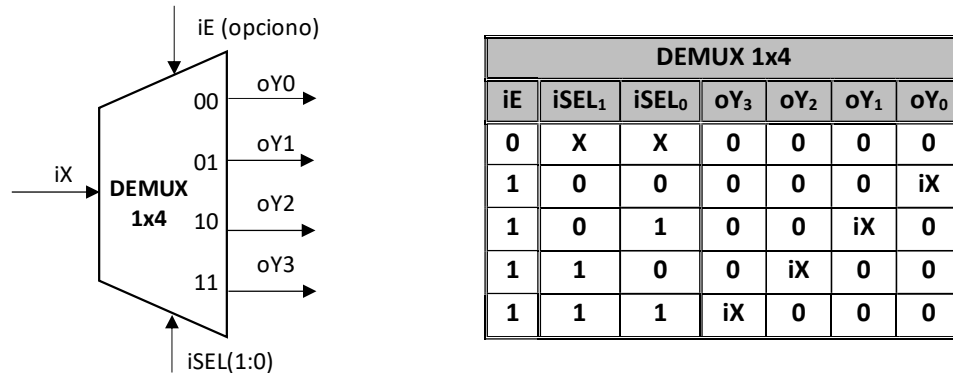 iE (opciono)
00
oY0
01
oY1
iX
DEMUX
1x4
10
oY2
11
oY3
iSEL(1:0)
DEMUX 1x4
iE iSEL₁ iSEL₀ oY₃ oY₂ oY₁ oY₀
0 X X 0 0 0 0
1 0 0 0 0 0 iX
1 0 1 0 0 iX 0
1 1 0 0 iX 0 0
1 1 1 iX 0 0 0